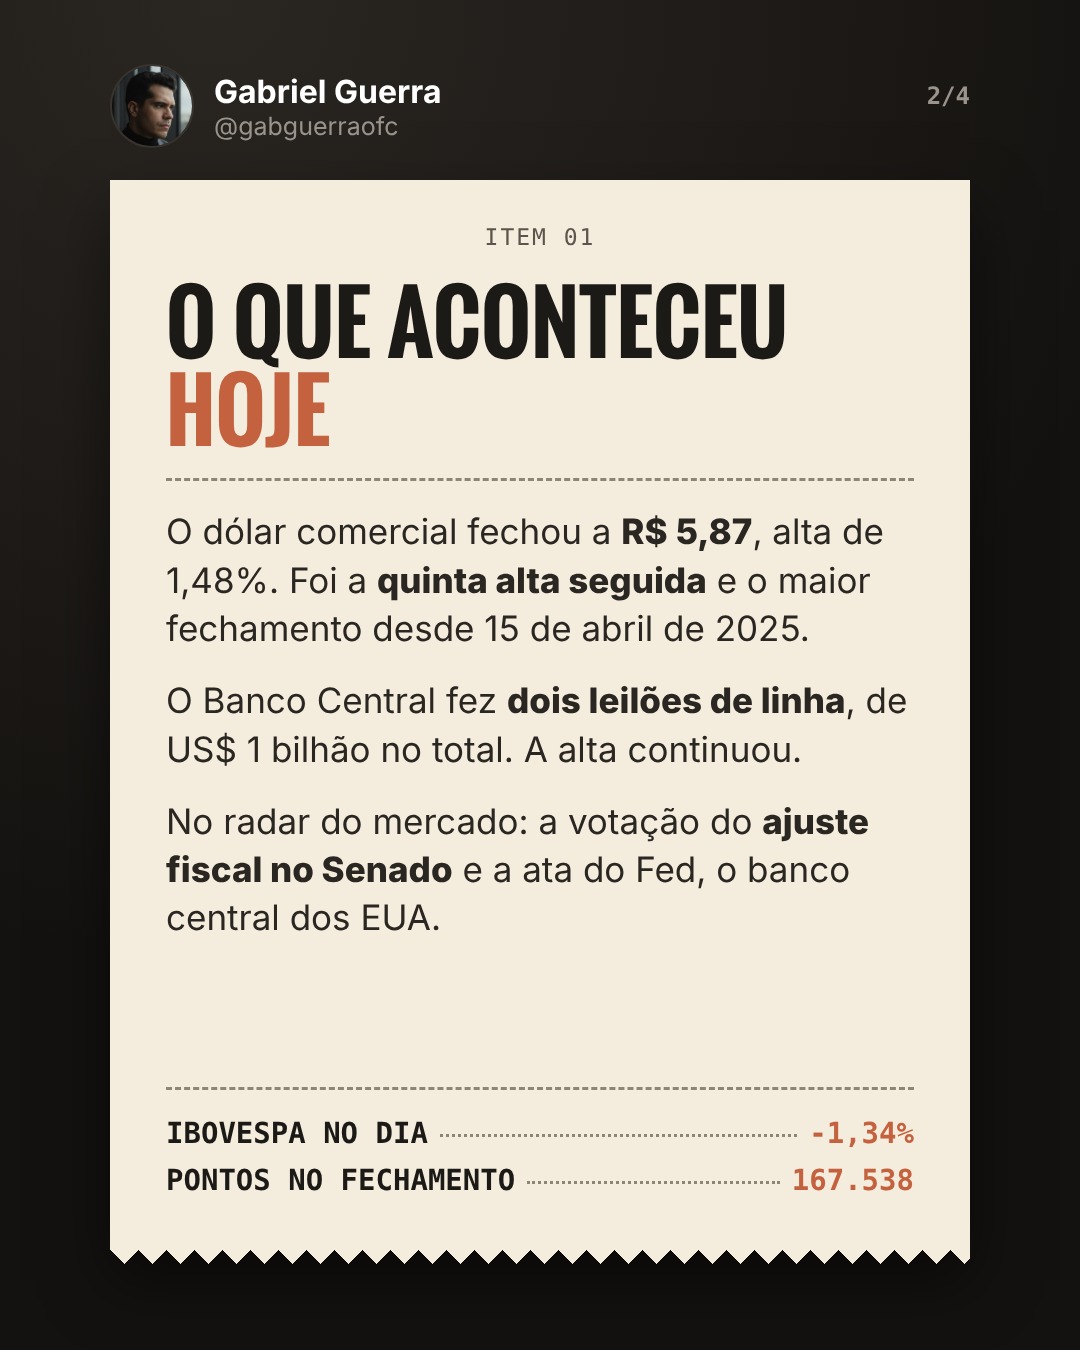 Gabriel Guerra
@gabguerraofc
2/4
ITEM 01
O QUE ACONTECEU
HOJE
O dólar comercial fechou a R$ 5,87, alta de
1,48%. Foi a quinta alta seguida e o maior
fechamento desde 15 de abril de 2025.
O Banco Central fez dois leilões de linha, de
US$ 1 bilhão no total. A alta continuou.
No radar do mercado: a votação do ajuste
fiscal no Senado e a ata do Fed, o banco
central dos EUA.
IBOVESPA NO DIA -1,34%
PONTOS NO FECHAMENTO 167.538